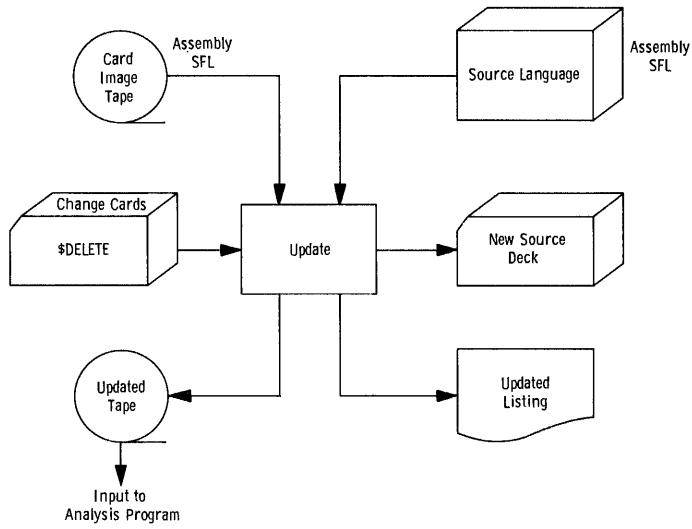 Card
Image
Tape
Assembly
SFL
Source Language
Assembly
SFL
Change Cards
$DELETE
Update
New Source
Deck
Updated
Tape
Updated
Listing
Input to
Analysis Program